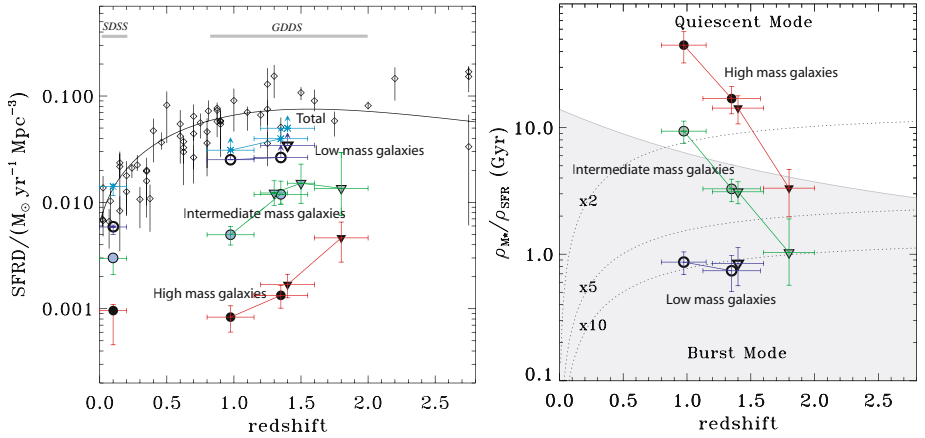 SDSS
GDDS
SFRD/(M⊙ yr⁻¹ Mpc⁻³)
0.100
0.010
0.001
Total
Low mass galaxies
Intermediate mass galaxies
High mass galaxies
0.0 0.5 1.0 1.5 2.0 2.5
redshift
0.0 0.5 1.0 1.5 2.0 2.5
ρM*/ρSFR (Gyr)
10.0
1.0
0.1
Quiescent Mode
High mass galaxies
Intermediate mass galaxies
x2
x5
Low mass galaxies
x10
Burst Mode
redshift